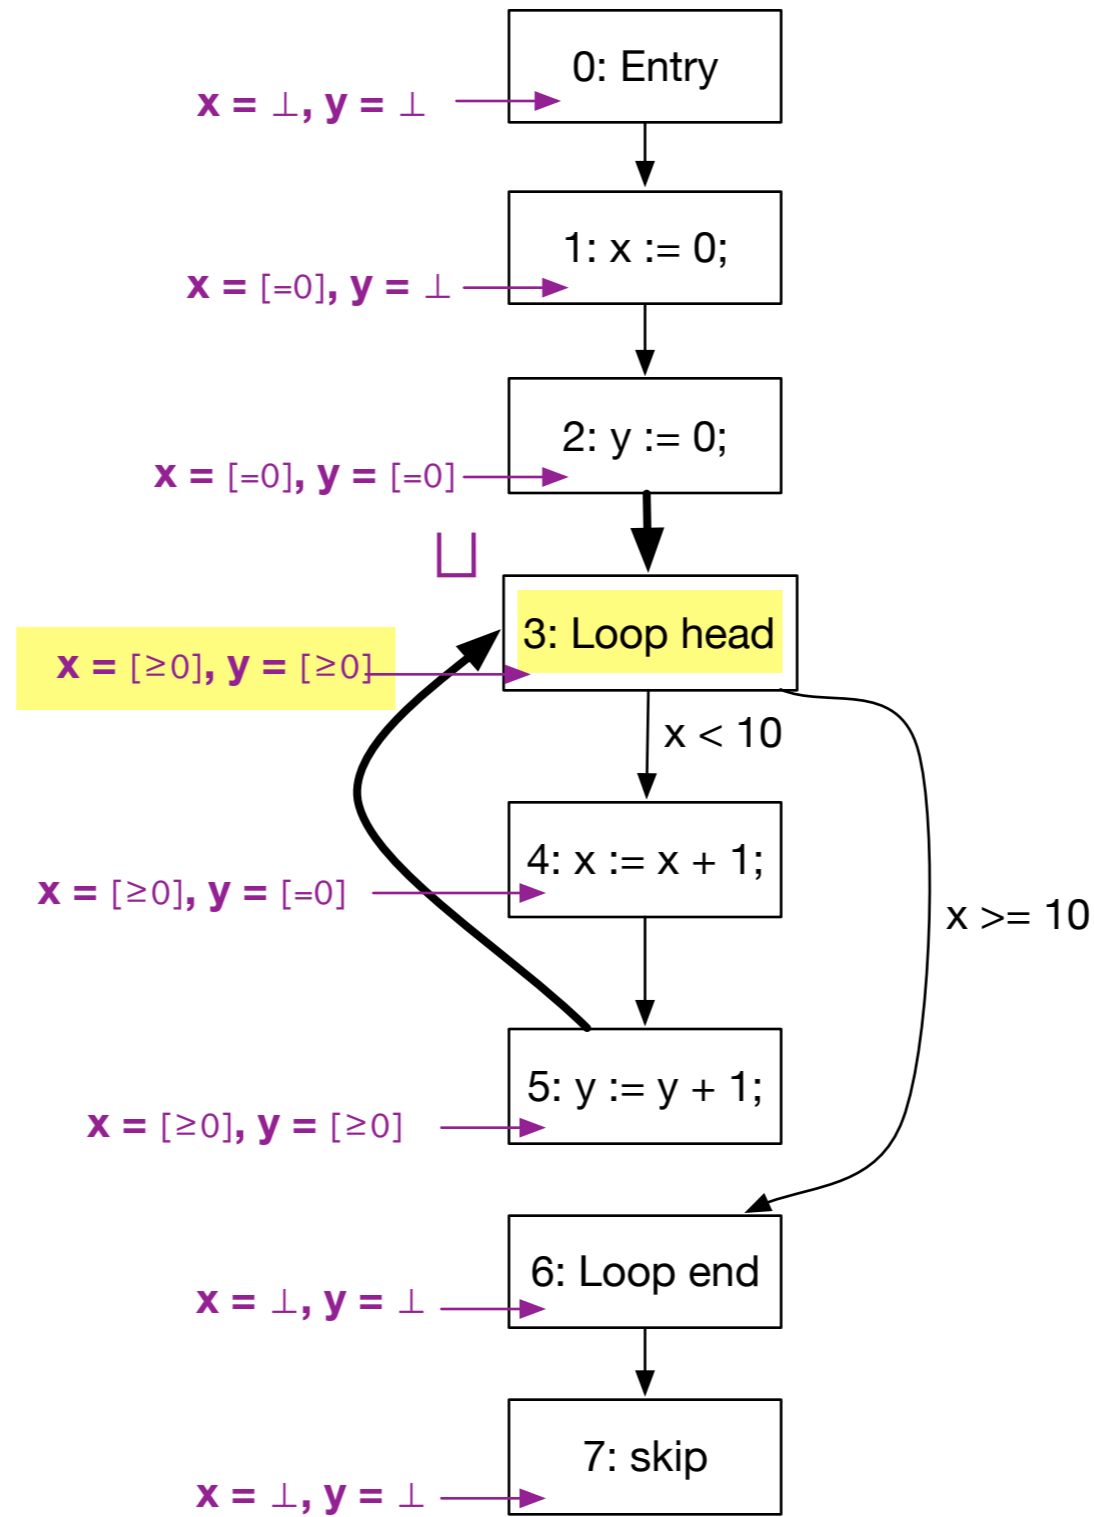 0: Entry
x = ⊥, y = ⊥
1: x := 0;
x = [=0], y = ⊥
2: y := 0;
x = [=0], y = [=0]
⊔
3: Loop head
x = [≥0], y = [≥0]
x < 10
4: x := x + 1;
x = [≥0], y = [=0]
x >= 10
5: y := y + 1;
x = [≥0], y = [≥0]
6: Loop end
x = ⊥, y = ⊥
7: skip
x = ⊥, y = ⊥